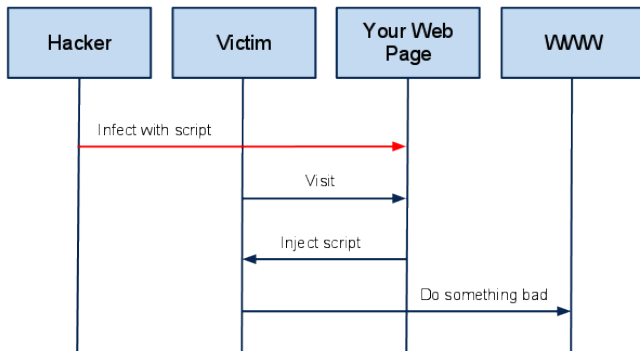 Hacker
Victim
Your Web
Page
WWW
Infect with script
Visit
Inject script
Do something bad